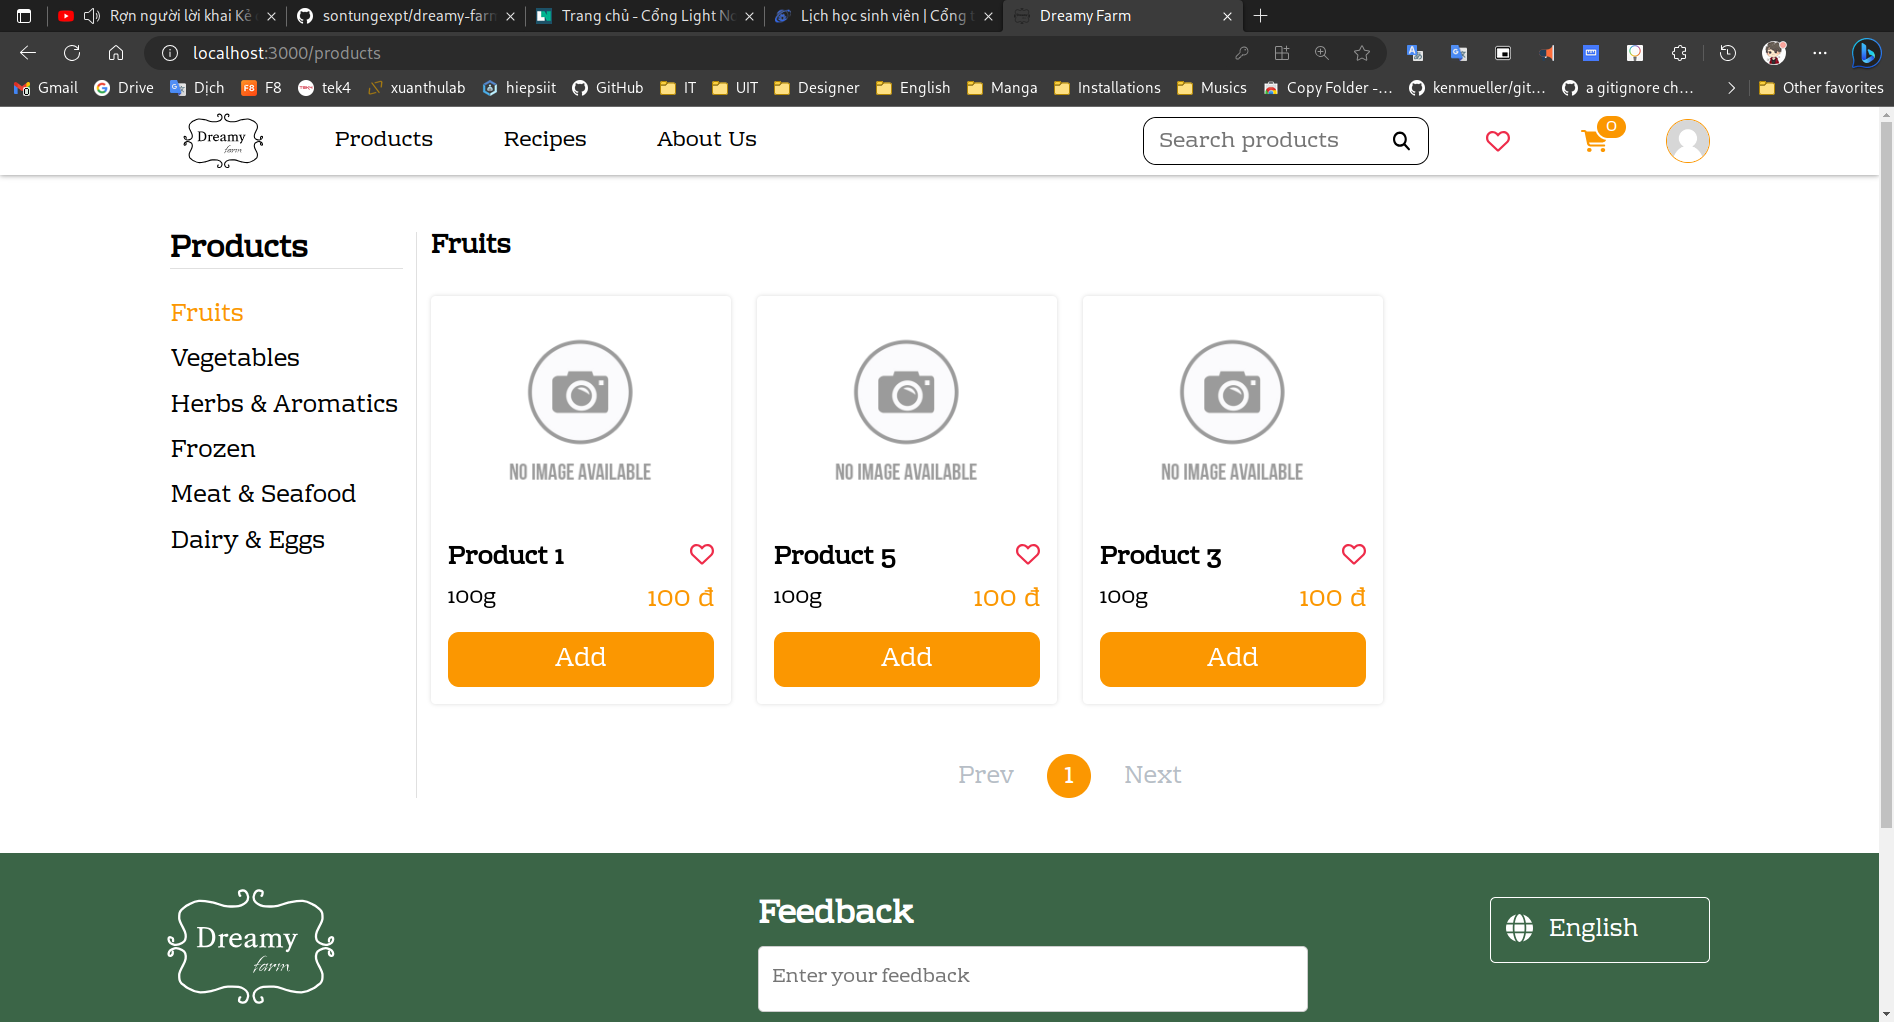 Rợn người lời khai Kẻ
sontungexpt/dreamy-farm
Trang chủ - Cổng Light No
Lịch học sinh viên | Cổng t
Dreamy Farm
localhost:3000/products
Gmail
Drive
Dịch
F8
tek4
xuanthulab
hiepsiit
GitHub
IT
UIT
Designer
English
Manga
Installations
Musics
Copy Folder -...
kenmueller/git...
a gitignore ch...
Other favorites
Dreamy
farm
Products
Recipes
About Us
Search products
0
Products
Fruits
Vegetables
Herbs & Aromatics
Frozen
Meat & Seafood
Dairy & Eggs
Fruits
NO IMAGE AVAILABLE
Product 1
100g
100 đ
Add
NO IMAGE AVAILABLE
Product 5
100g
100 đ
Add
NO IMAGE AVAILABLE
Product 3
100g
100 đ
Add
Prev
1
Next
Dreamy
farm
Feedback
Enter your feedback
English